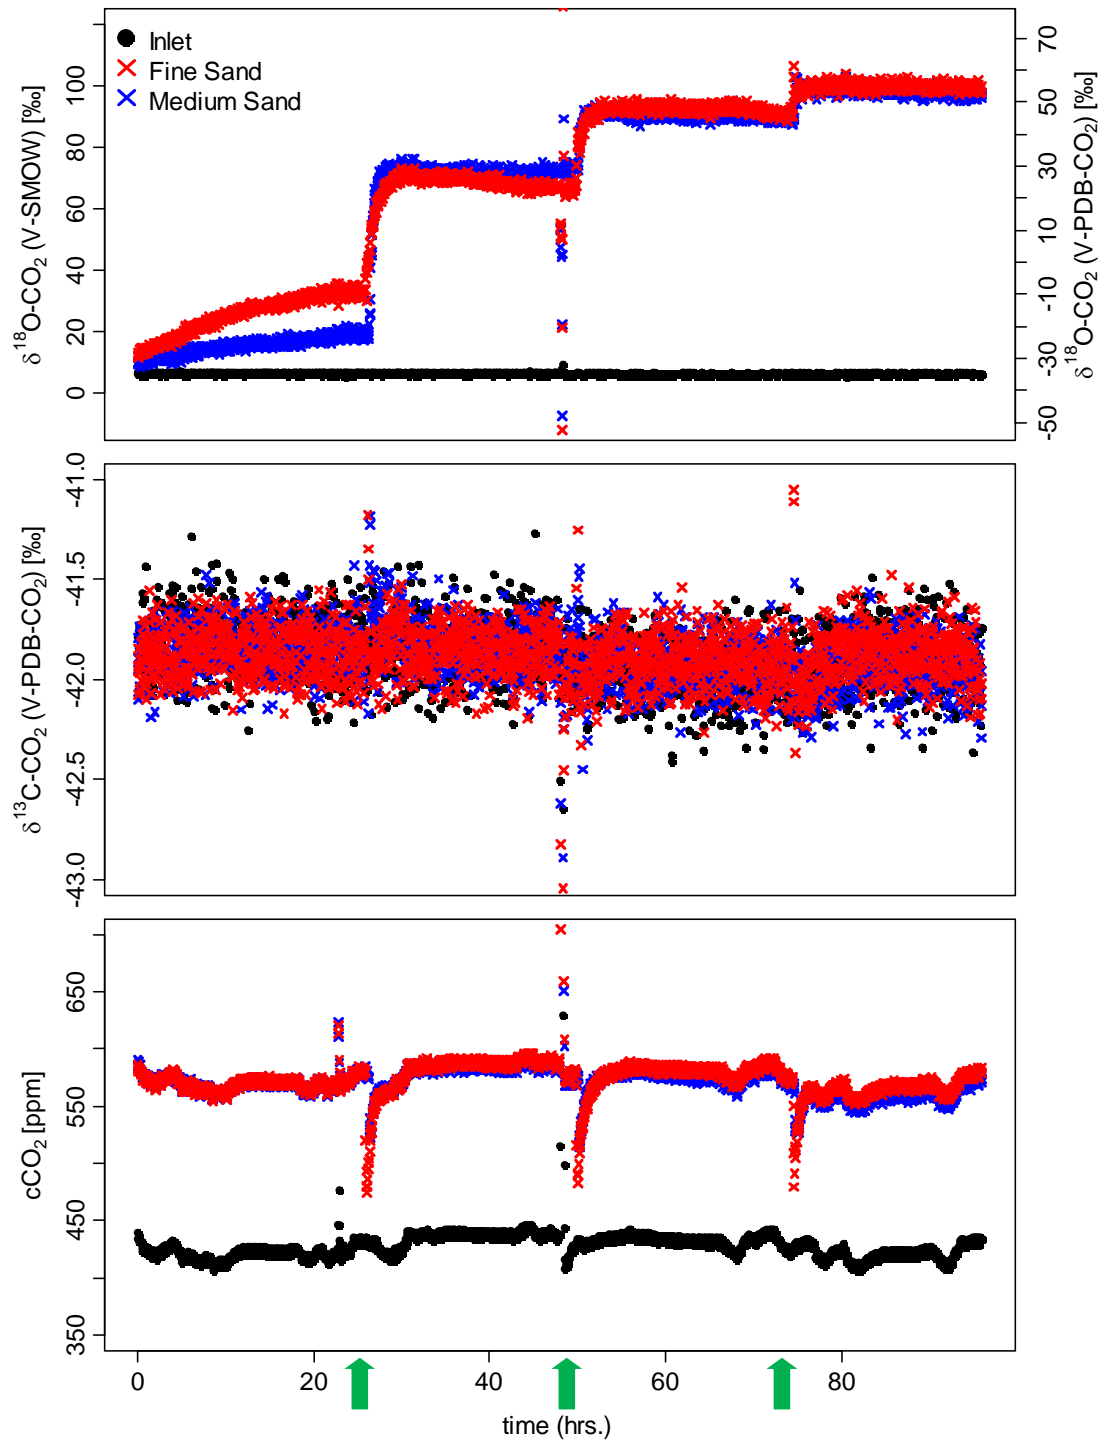 Inlet
Fine Sand
Medium Sand
δ¹⁸O-CO₂ (V-SMOW) [‰]
0 20 40 60 80 100
δ¹⁸O-CO₂ (V-PDB-CO₂) [‰]
-50 -30 -10 10 30 50 70
δ¹³C-CO₂ (V-PDB-CO₂) [‰]
-43.0 -42.5 -42.0 -41.5 -41.0
cCO₂ [ppm]
350 450 550 650
0 20 40 60 80
time (hrs.)